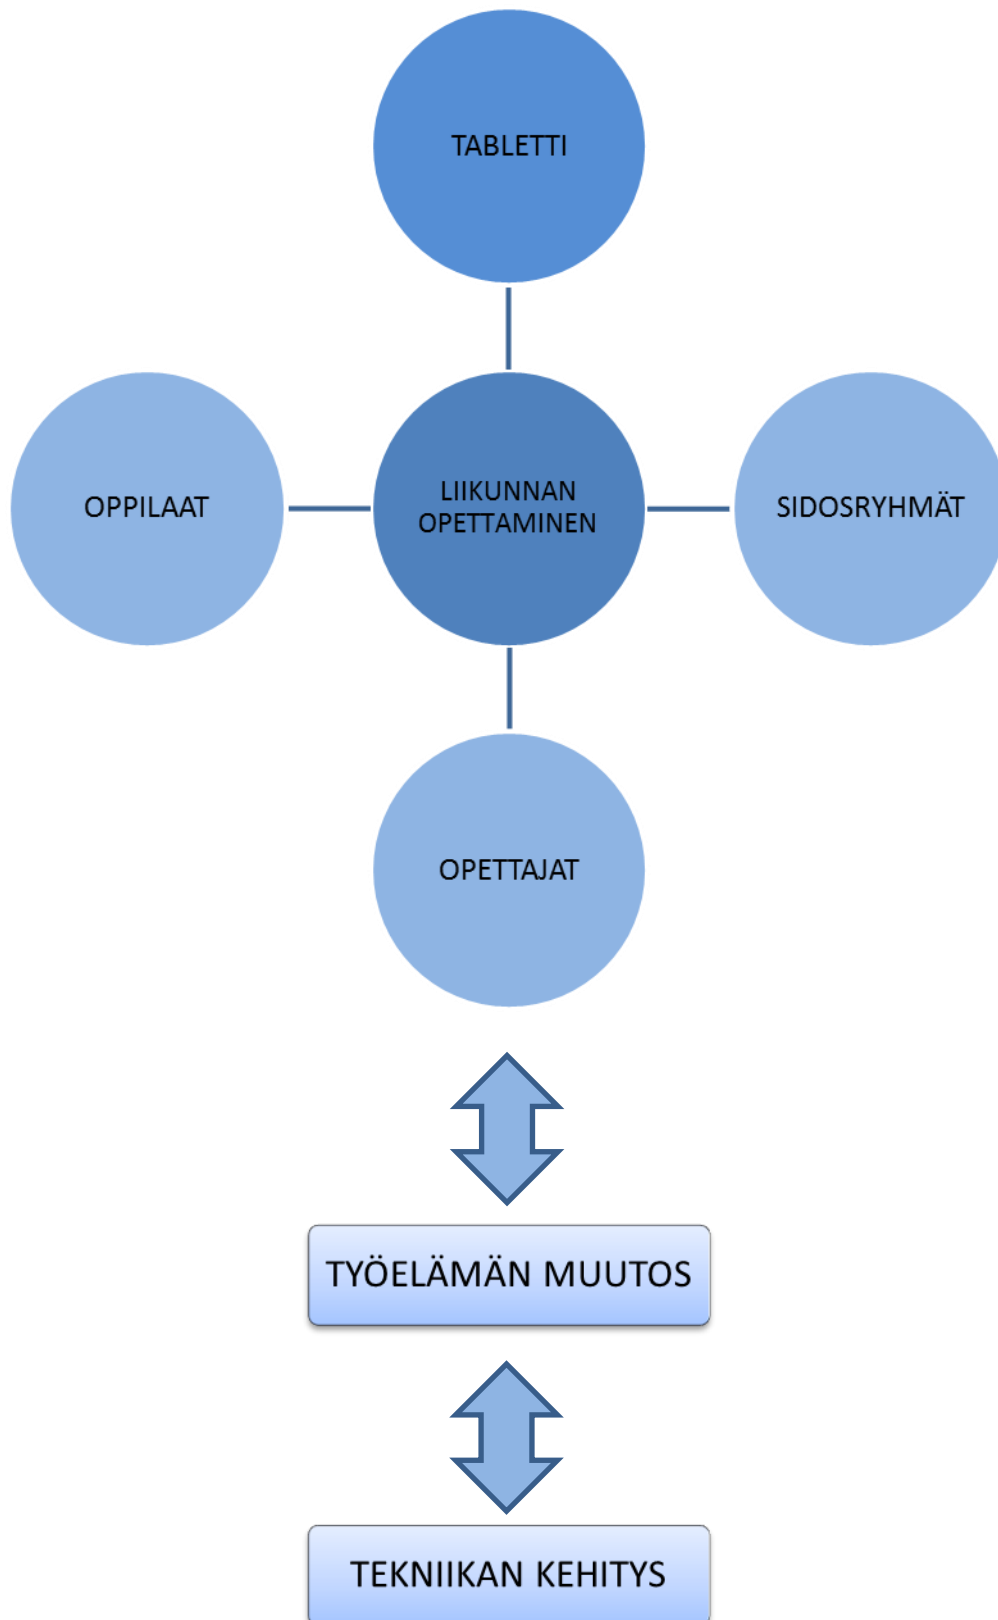 TABLETTI
OPPILAAT
LIIKUNNAN
OPETTAMINEN
SIDOSRYHMÄT
OPETTAJAT
TYÖELÄMÄN MUUTOS
TEKNIIKAN KEHITYS